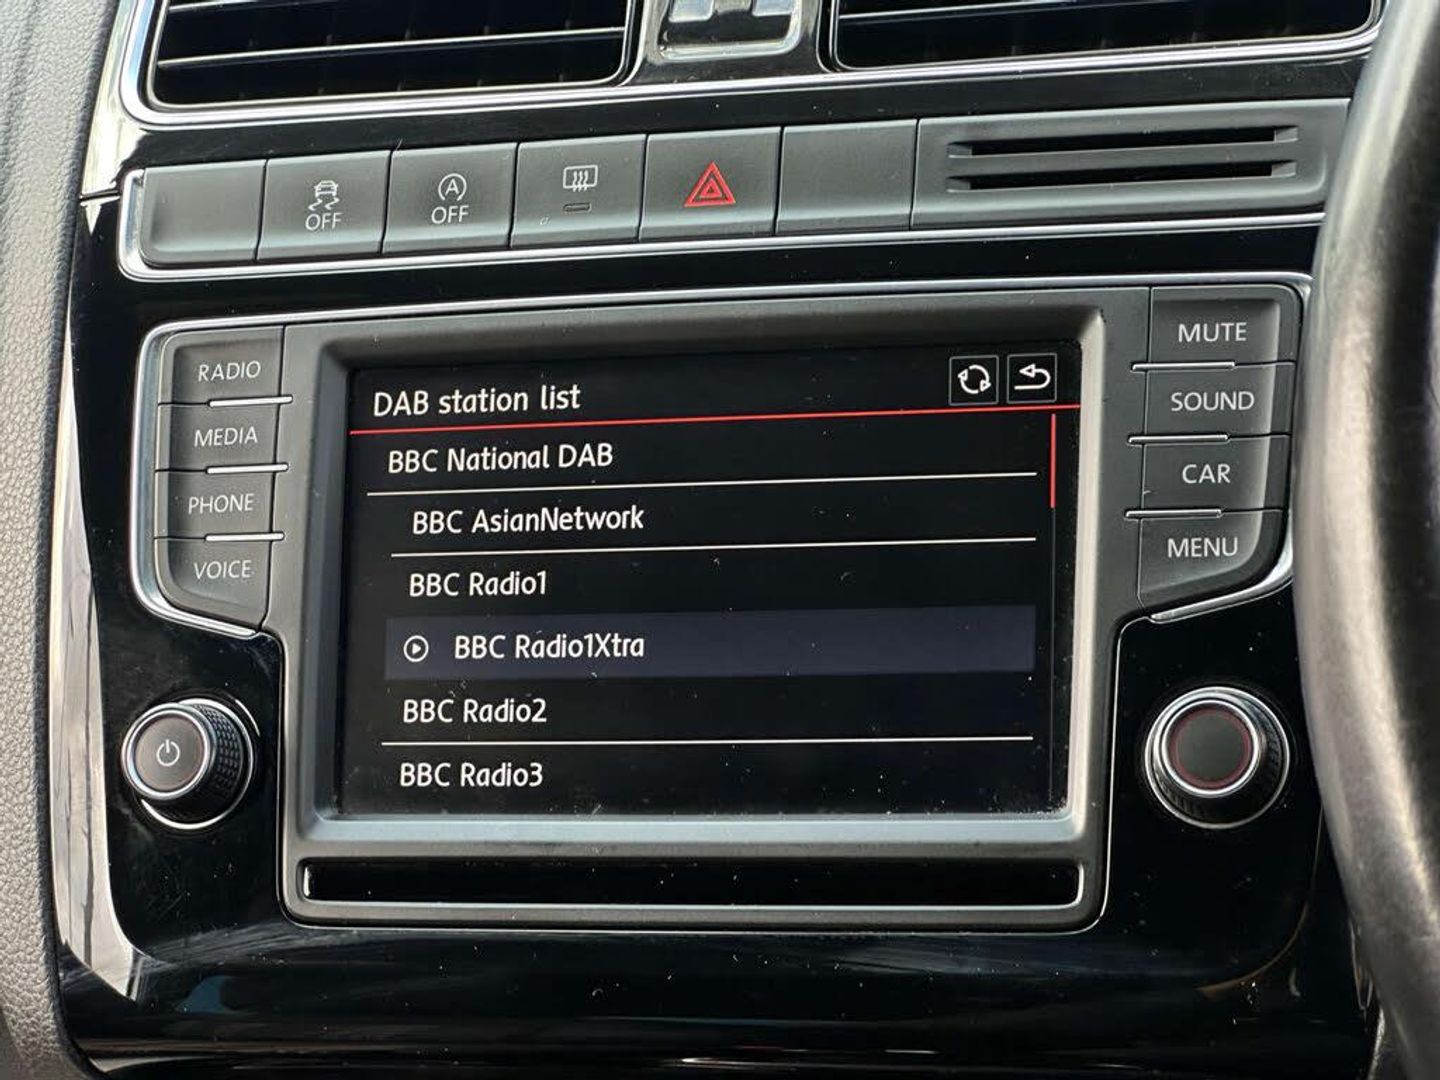 OFF
A
OFF
RADIO
MEDIA
PHONE
VOICE
DAB station list
BBC National DAB
BBC AsianNetwork
BBC Radio1
BBC Radio1Xtra
BBC Radio2
BBC Radio3
MUTE
SOUND
CAR
MENU